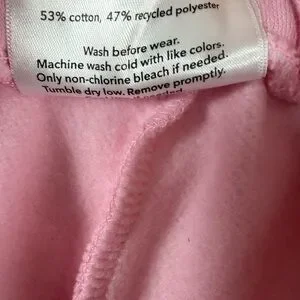 53% cotton, 47% recycled polyester
Wash before wear.
Machine wash cold with like colors.
Only non-chlorine bleach if needed.
Tumble dry low. Remove promptly.